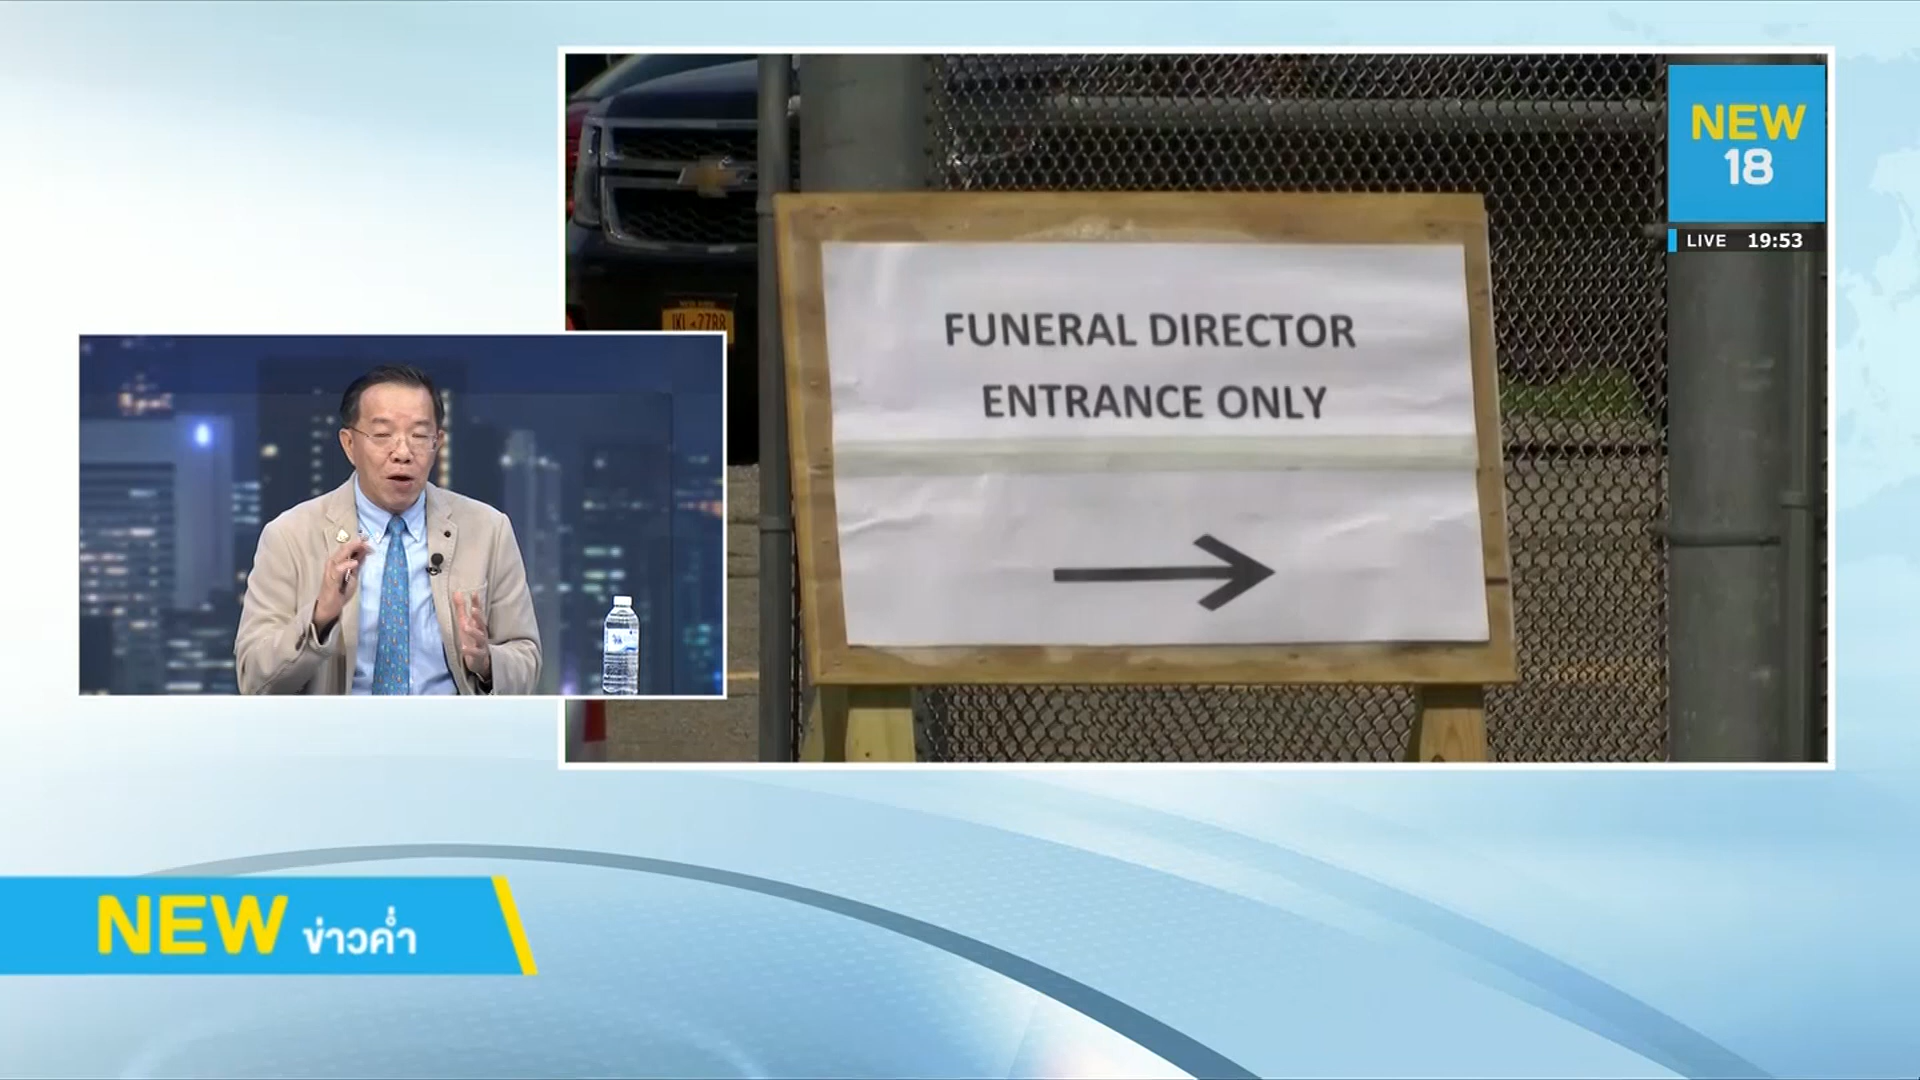 NEW
18
LIVE 19:53
FUNERAL DIRECTOR
ENTRANCE ONLY
NEW ข่าวค่ำ